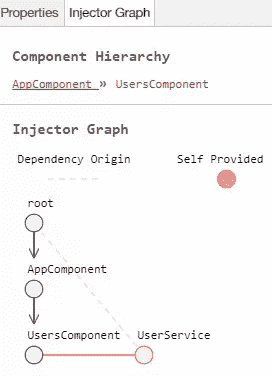 Properties Injector Graph
Component Hierarchy
AppComponent » UsersComponent
Injector Graph
Dependency Origin Self Provided
root
AppComponent
UsersComponent UserService